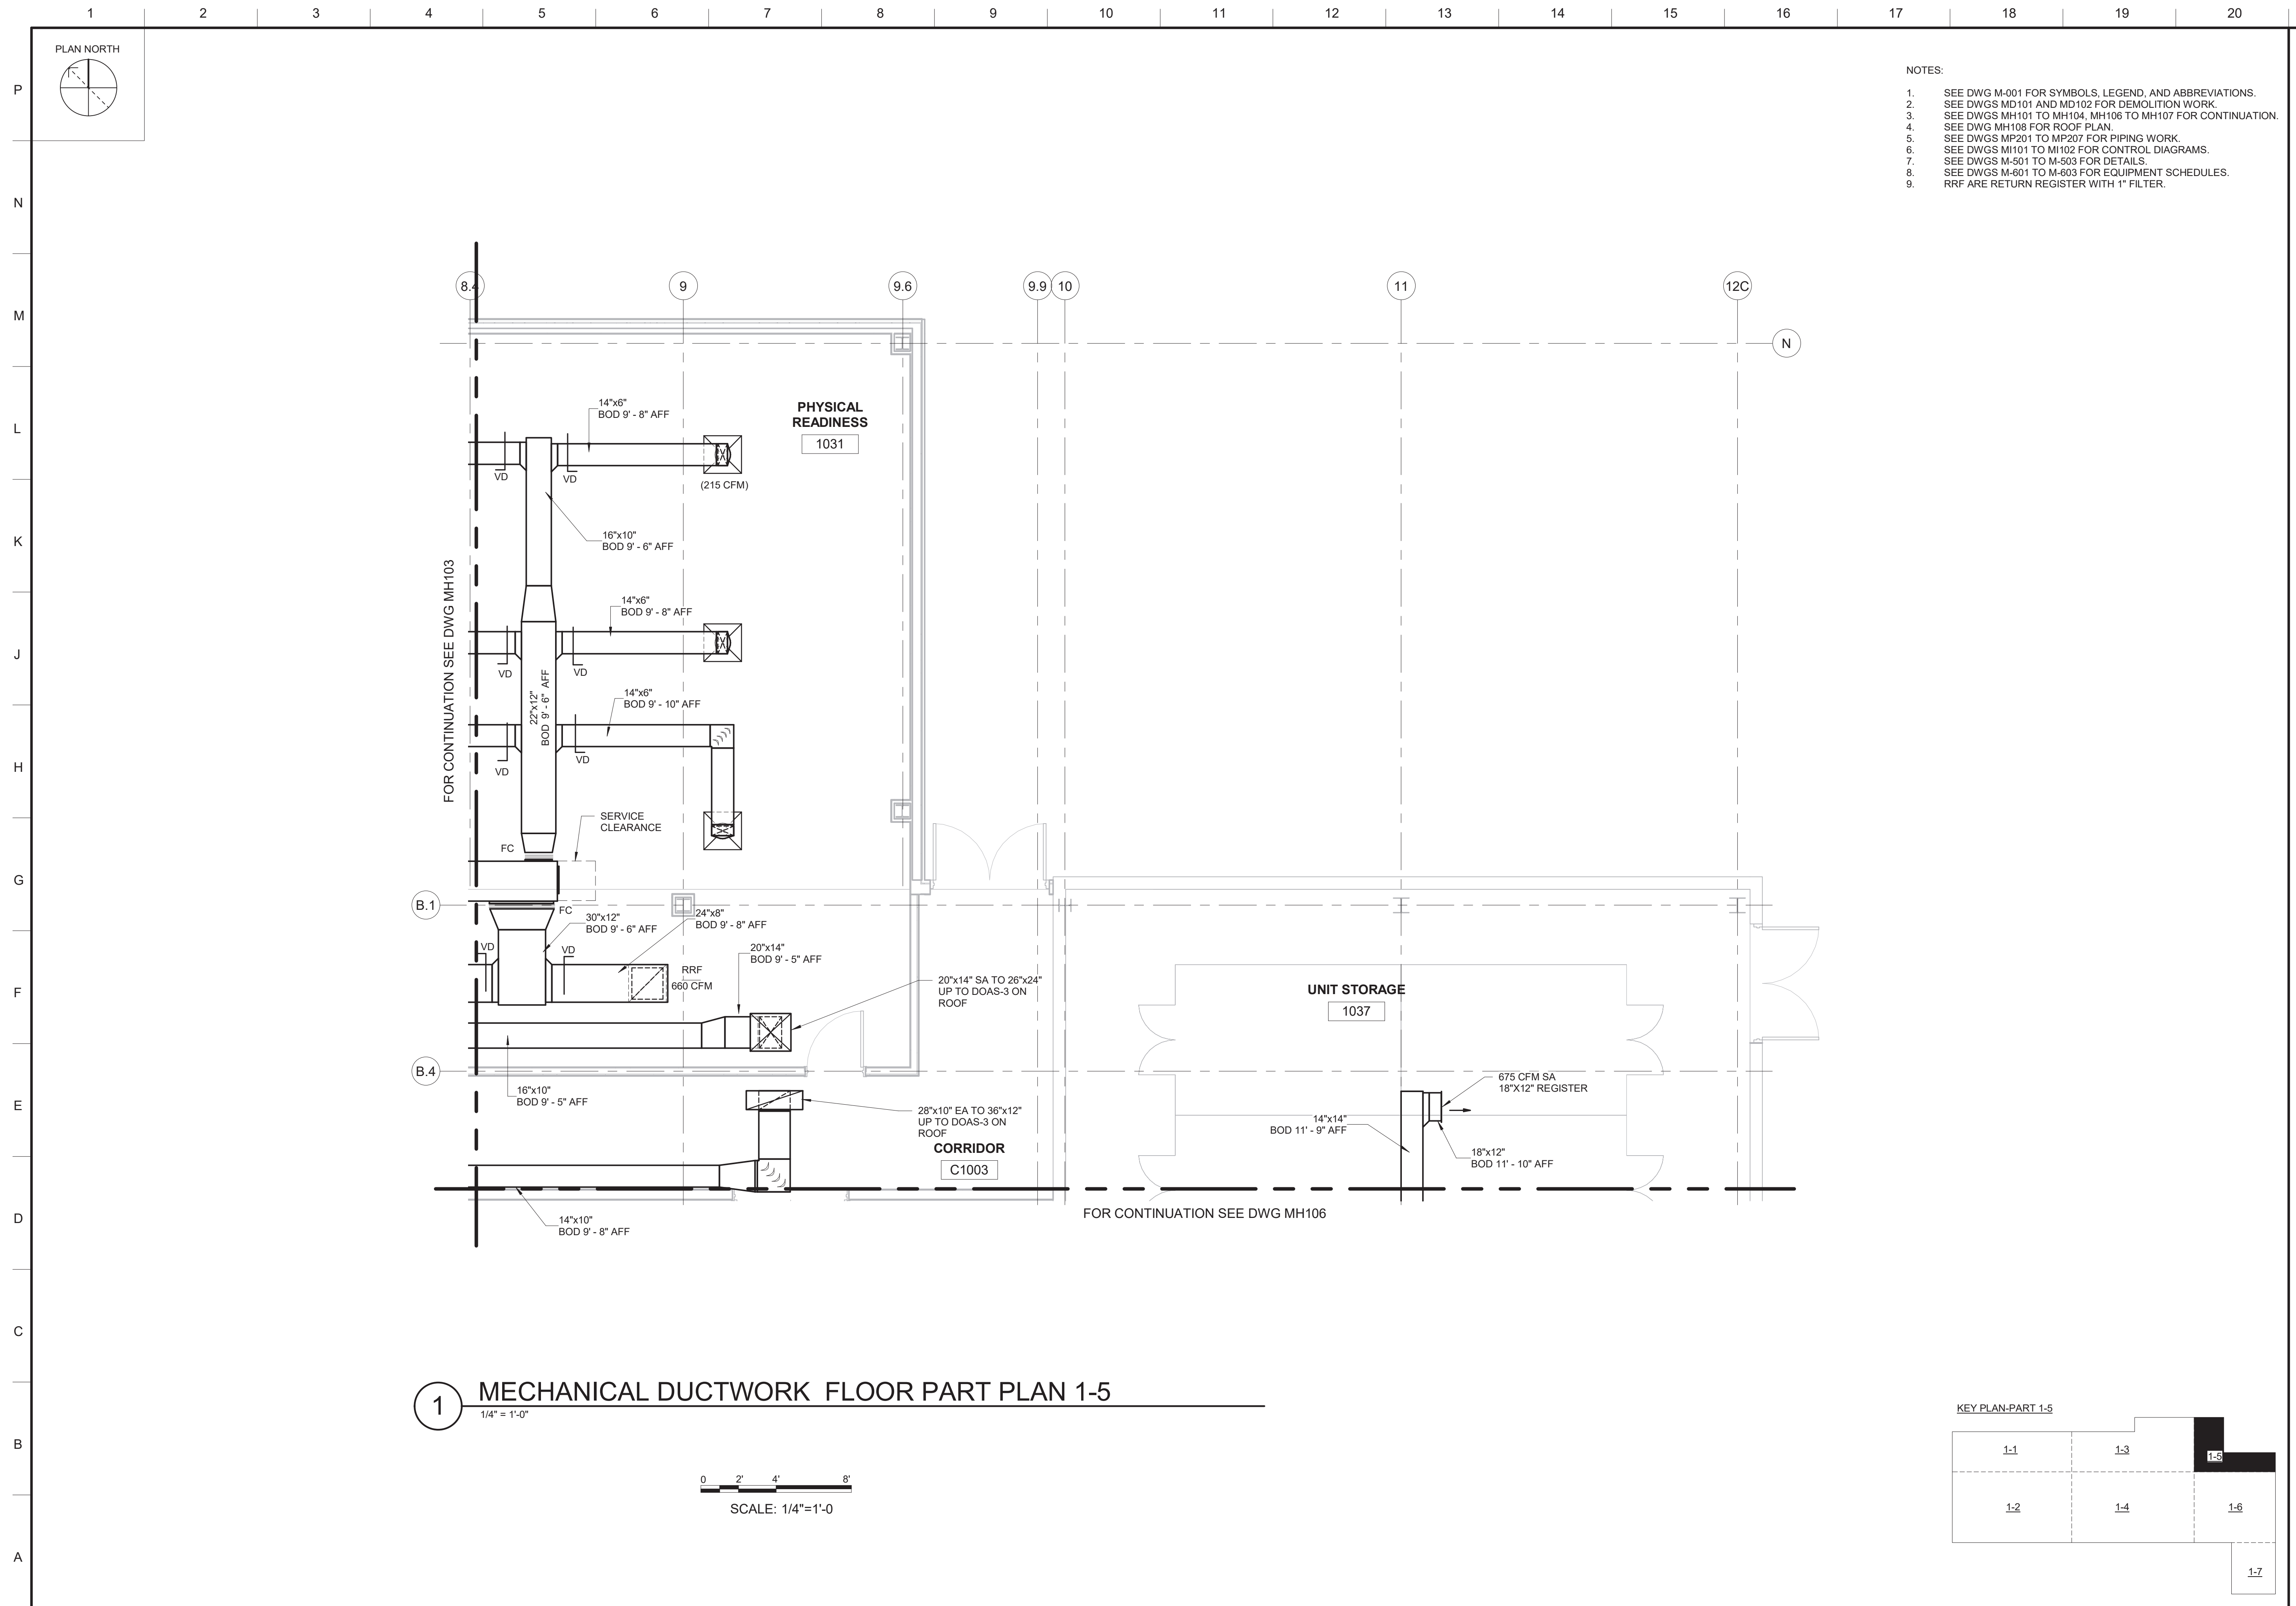 1 2 3 4 5 6 7 8 9 10 11 12 13 14 15 16 17 18 19 20
P
N
M
L
K
J
H
G
F
E
D
C
B
A
PLAN NORTH
NOTES:
1. SEE DWG M-001 FOR SYMBOLS, LEGEND, AND ABBREVIATIONS.
2. SEE DWGS MD101 AND MD102 FOR DEMOLITION WORK.
3. SEE DWGS MH101 TO MH104, MH106 TO MH107 FOR CONTINUATION.
4. SEE DWG MH108 FOR ROOF PLAN.
5. SEE DWGS MP201 TO MP207 FOR PIPING WORK.
6. SEE DWGS MI101 TO MI102 FOR CONTROL DIAGRAMS.
7. SEE DWGS M-501 TO M-503 FOR DETAILS.
8. SEE DWGS M-601 TO M-603 FOR EQUIPMENT SCHEDULES.
9. RRF ARE RETURN REGISTER WITH 1" FILTER.
8.4 9 9.6 9.9 10 11 12C
N
14"x6"
BOD 9' - 8" AFF
PHYSICAL
READINESS
1031
VD
VD
(215 CFM)
16"x10"
BOD 9' - 6" AFF
FOR CONTINUATION SEE DWG MH103
14"x6"
BOD 9' - 8" AFF
VD
VD
22"x12"
BOD 9' - 6" AFF
14"x6"
BOD 9' - 10" AFF
VD
VD
SERVICE
CLEARANCE
FC
B.1
FC
30"x12"
BOD 9' - 6" AFF
24"x8"
BOD 9' - 8" AFF
VD
VD
20"x14"
BOD 9' - 5" AFF
RRF
660 CFM
20"x14" SA TO 26"x24"
UP TO DOAS-3 ON
ROOF
UNIT STORAGE
1037
B.4
16"x10"
BOD 9' - 5" AFF
28"x10" EA TO 36"x12"
UP TO DOAS-3 ON
ROOF
CORRIDOR
C1003
675 CFM SA
18"X12" REGISTER
14"x14"
BOD 11' - 9" AFF
18"x12"
BOD 11' - 10" AFF
14"x10"
BOD 9' - 8" AFF
FOR CONTINUATION SEE DWG MH106
1 MECHANICAL DUCTWORK FLOOR PART PLAN 1-5
1/4" = 1'-0"
0 2' 4' 8'
SCALE: 1/4"=1'-0
KEY PLAN-PART 1-5
1-1 1-3 1-5
1-2 1-4 1-6
1-7